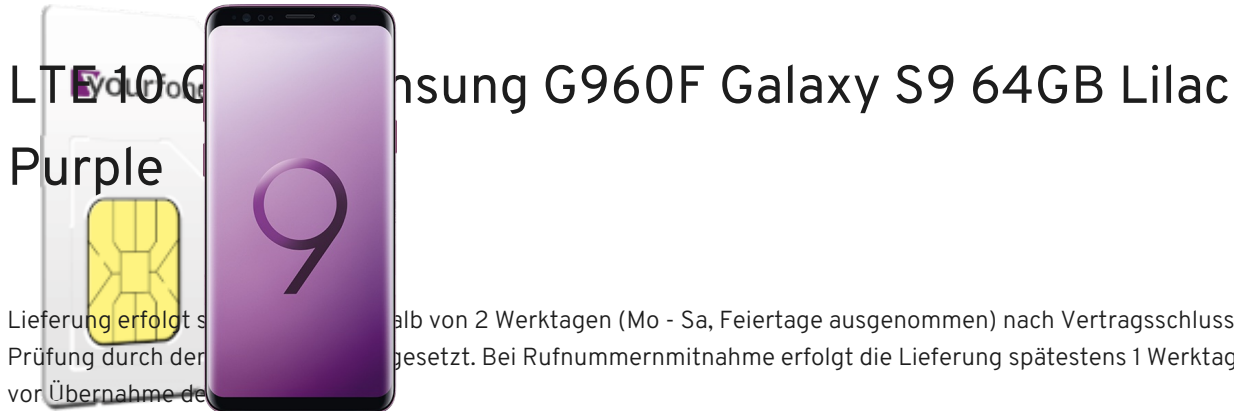 LTE 10 nsung G960F Galaxy S9 64GB Lilac
Purple
yourfone
9
Lieferung erfolgt s alb von 2 Werktagen (Mo - Sa, Feiertage ausgenommen) nach Vertragsschluss
Prüfung durch der gesetzt. Bei Rufnummernmitnahme erfolgt die Lieferung spätestens 1 Werktag
vor Übernahme de